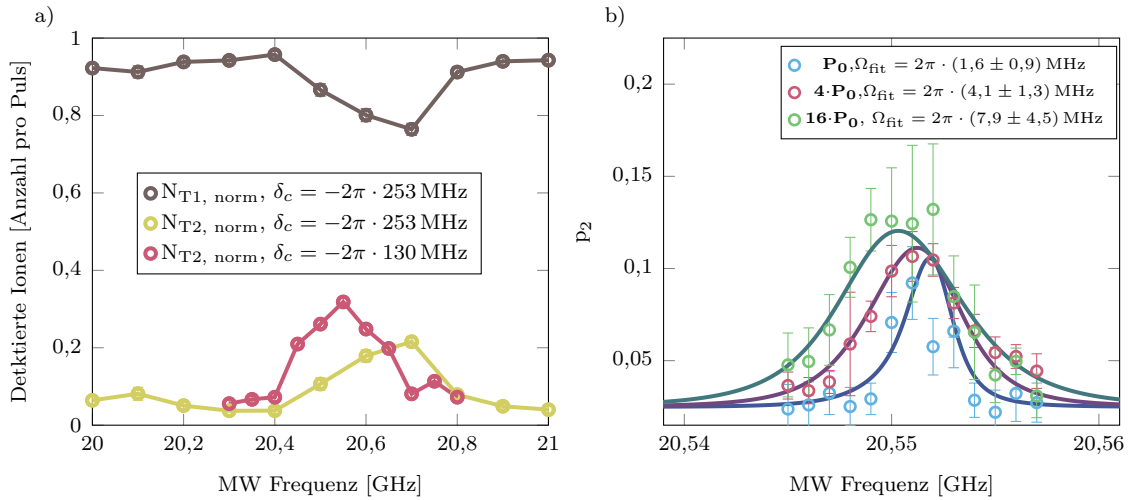 a)
Detktierte Ionen [Anzahl pro Puls]
1
0,8
0,6
0,4
0,2
0
N_T1, norm, δ_c = −2π · 253 MHz
N_T2, norm, δ_c = −2π · 253 MHz
N_T2, norm, δ_c = −2π · 130 MHz
20 20,2 20,4 20,6 20,8 21
MW Frequenz [GHz]
b)
p_2
0,2
0,15
0,1
0,05
P_0,Ω_fit = 2π · (1,6 ± 0,9) MHz
4·P_0,Ω_fit = 2π · (4,1 ± 1,3) MHz
16·P_0, Ω_fit = 2π · (7,9 ± 4,5) MHz
20,54 20,55 20,56
MW Frequenz [GHz]